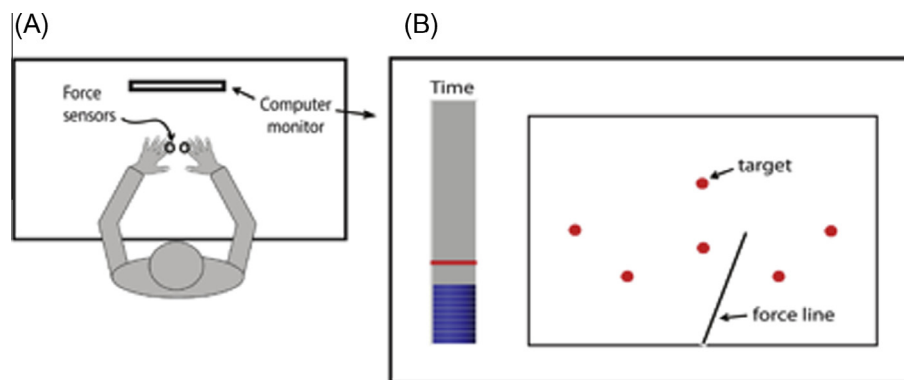 (A)
Force
sensors
Computer
monitor
(B)
Time
target
force line